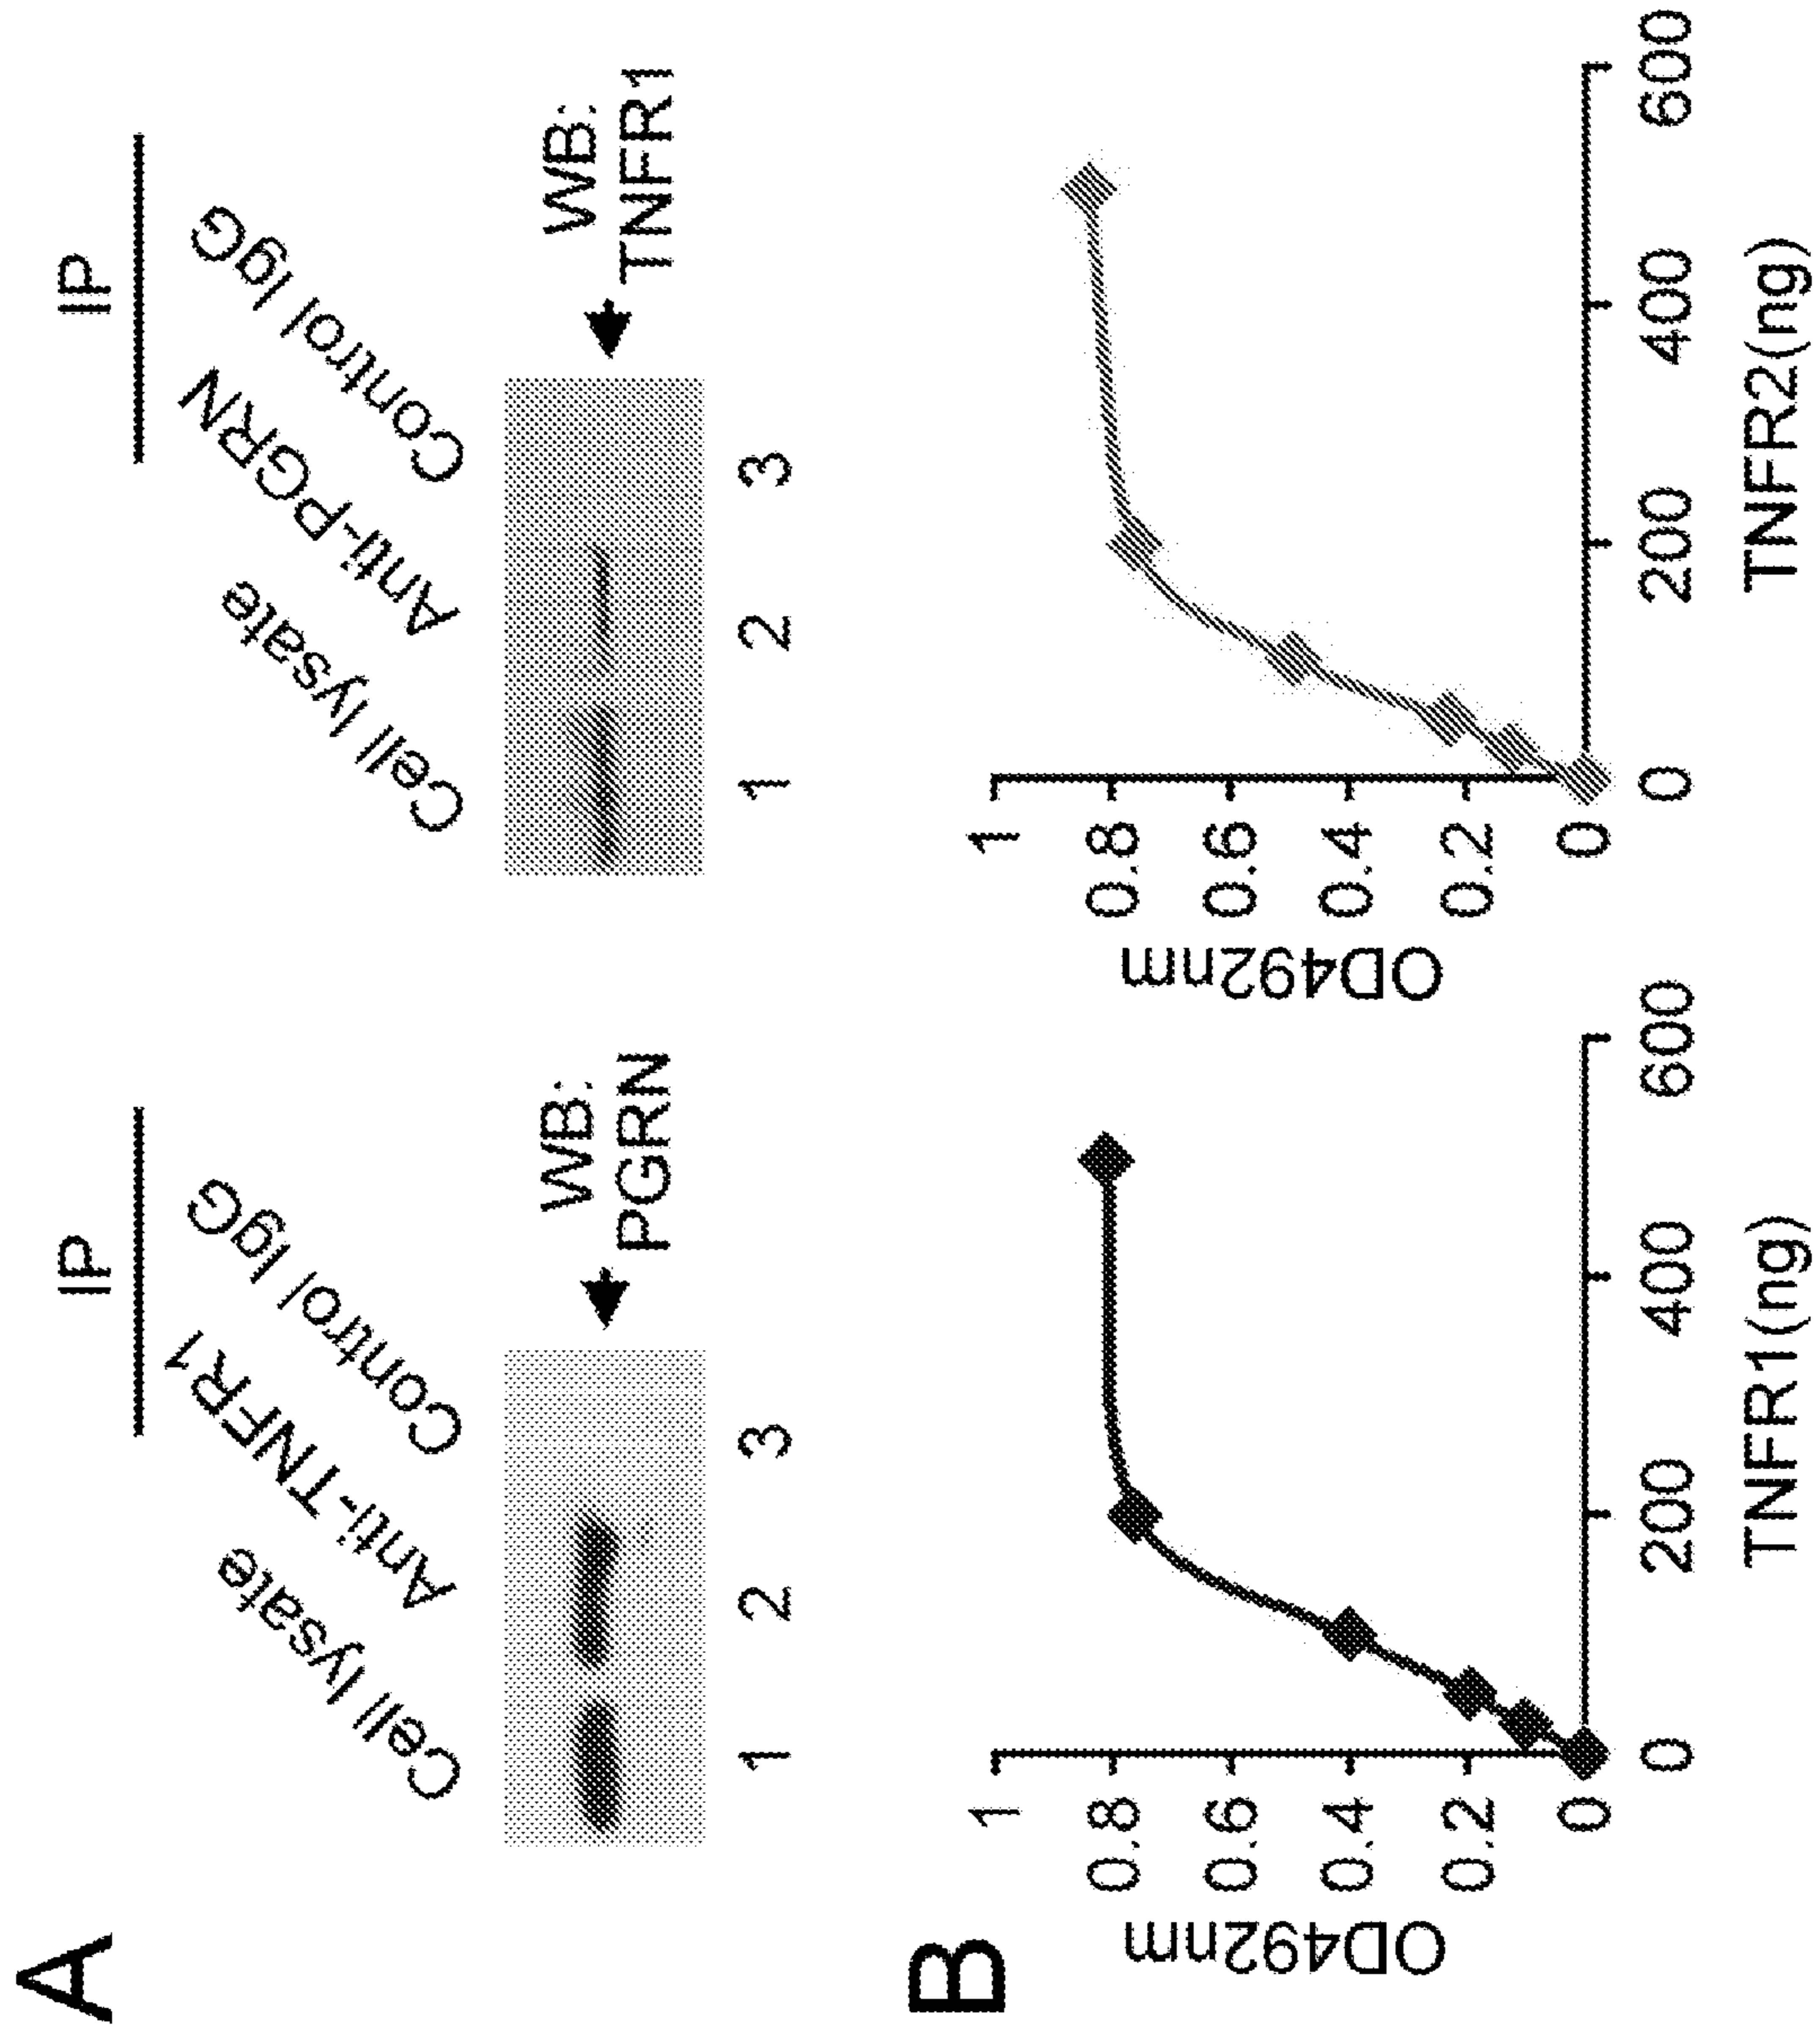 A
IP
Cell lysate
Anti-TNFR1
Control IgG
WB:
PGRN
1 2 3
IP
Cell lysate
Anti-PGRN
Control IgG
WB:
TNFR1
1 2 3
B
OD492nm
1
0.8
0.6
0.4
0.2
0
0 200 400 600
TNFR1(ng)
OD492nm
1
0.8
0.6
0.4
0.2
0
0 200 400 600
TNFR2(ng)